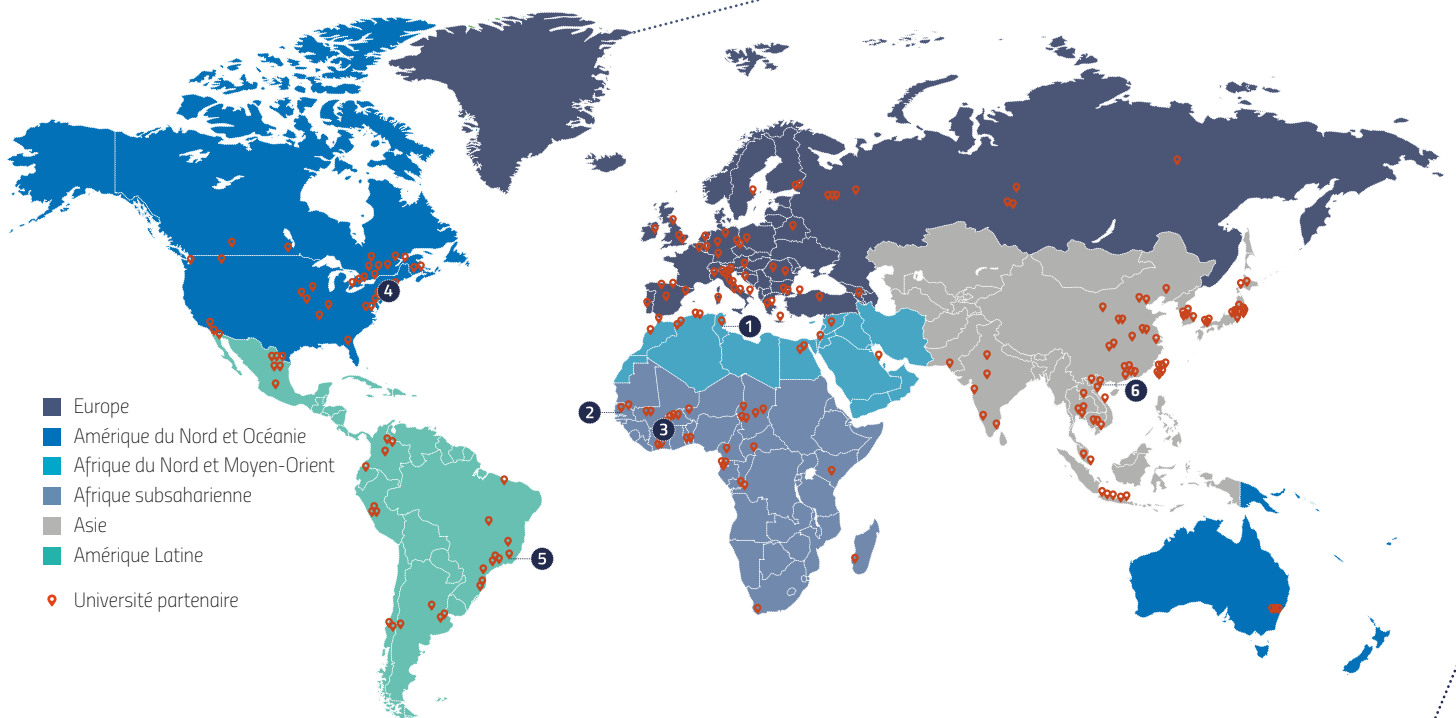 4
1
6
2
3
Europe
Amérique du Nord et Océanie
Afrique du Nord et Moyen-Orient
Afrique subsaharienne
Asie
Amérique Latine
5
Université partenaire